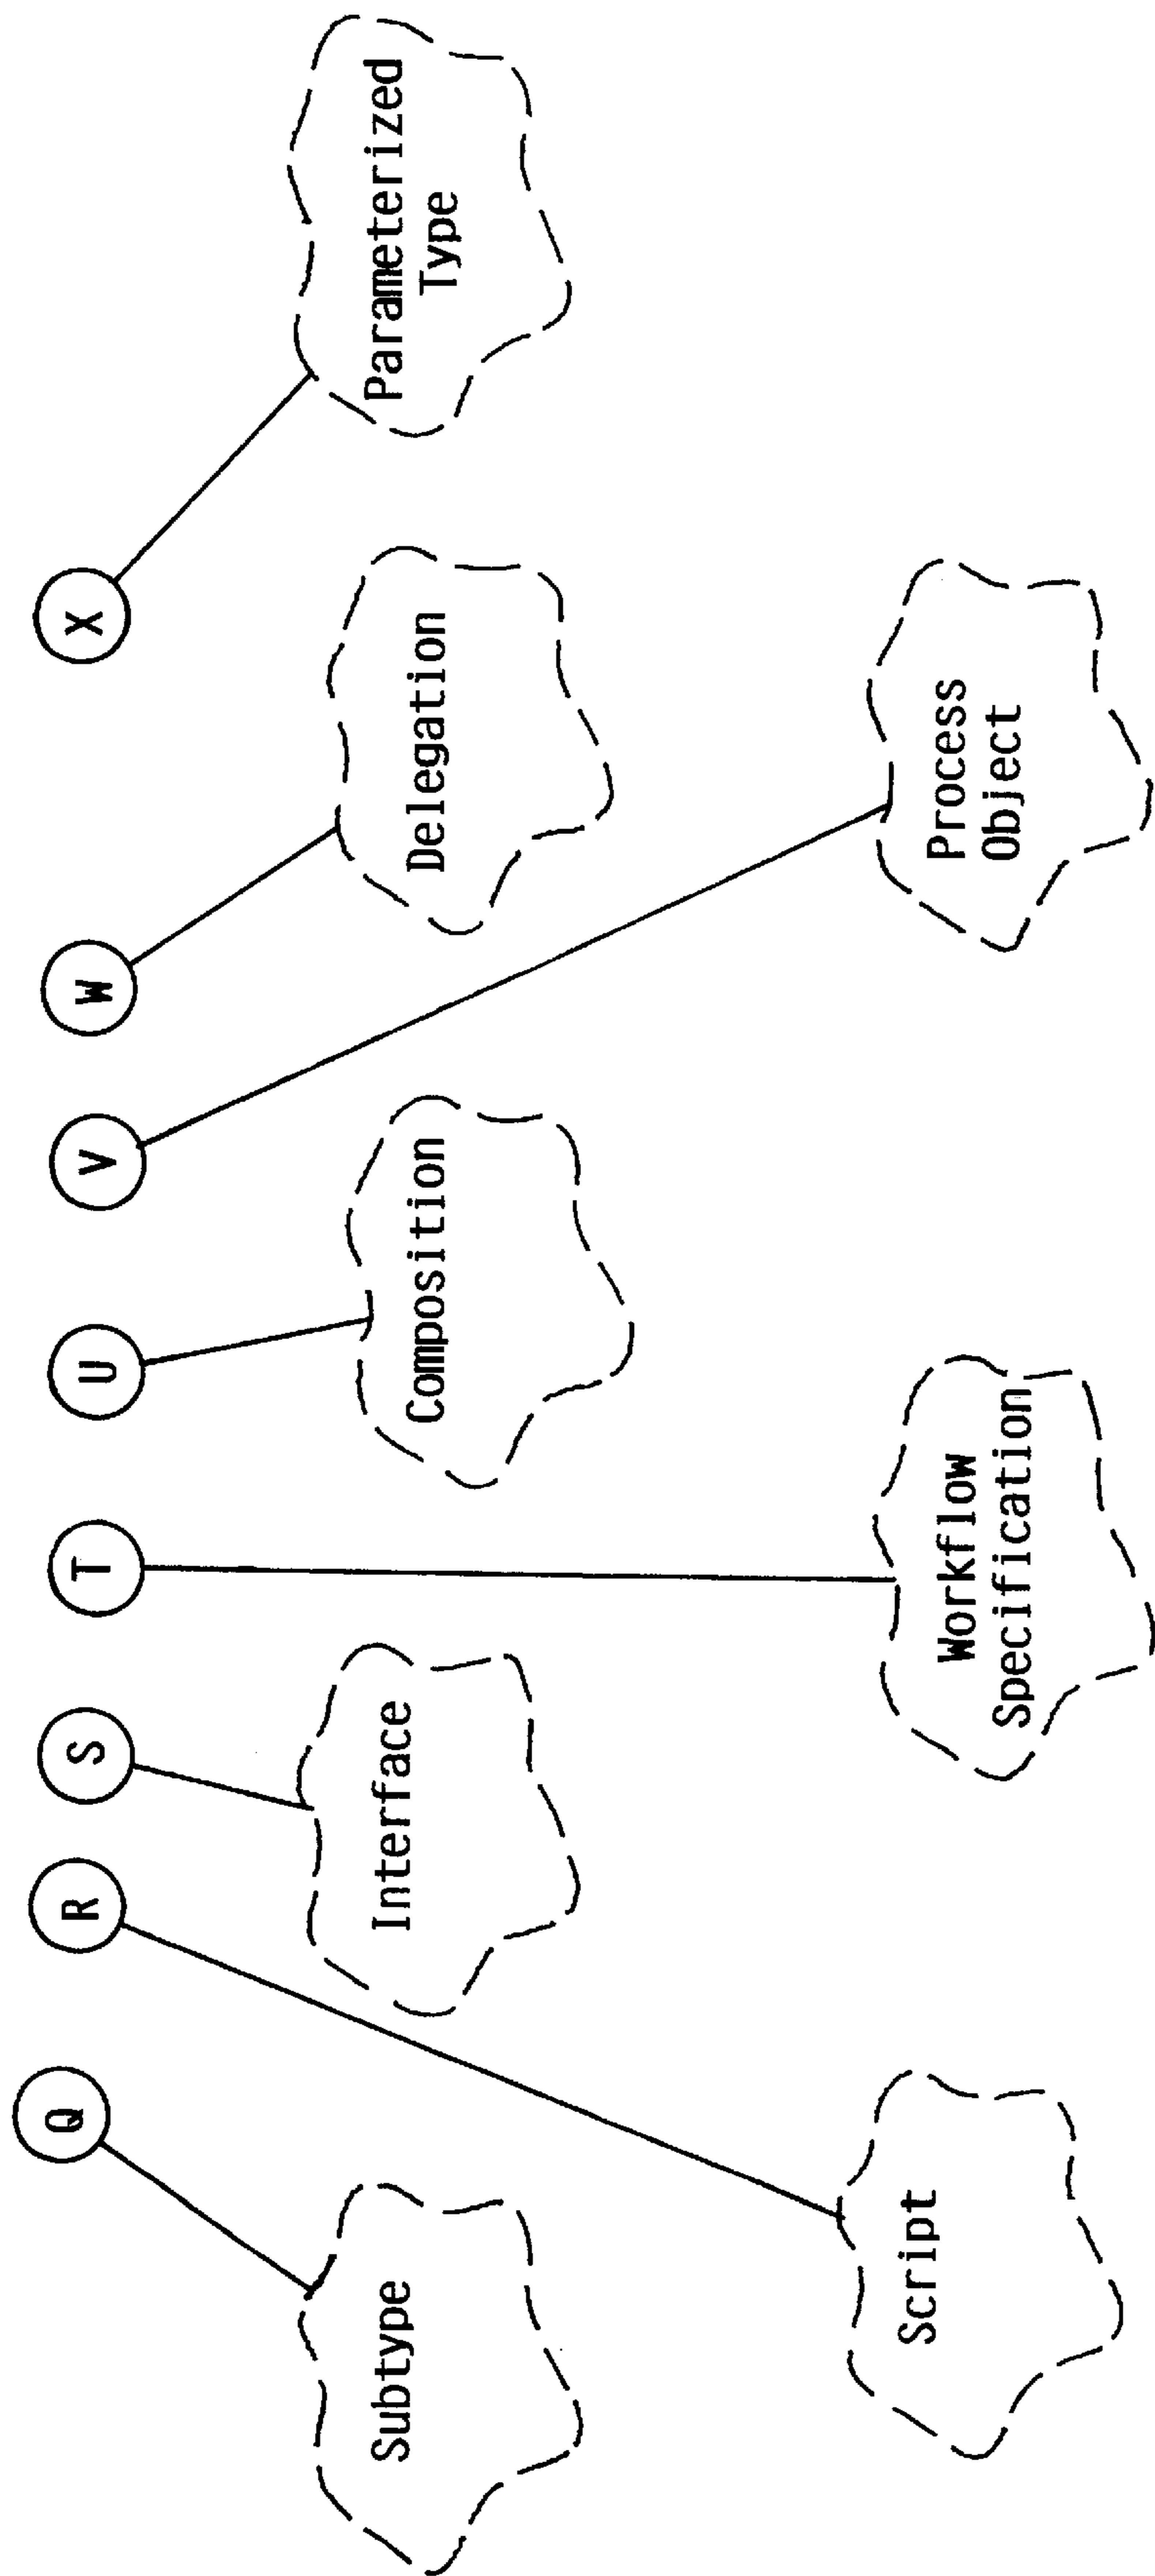 Q
R
S
T
U
V
W
X
Subtype
Interface
Composition
Delegation
Parameterized
Type
Script
Workflow
Specification
Process
Object